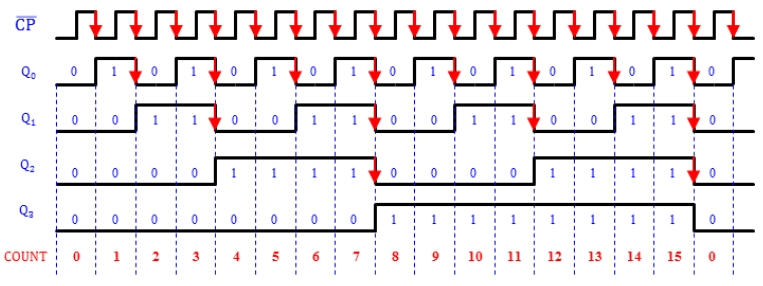 C̅P̅
Q₀ 0 1 0 1 0 1 0 1 0 1 0 1 0 1 0 1 0
Q₁ 0 0 1 1 0 0 1 1 0 0 1 1 0 0 1 1 0
Q₂ 0 0 0 0 1 1 1 1 0 0 0 0 1 1 1 1 0
Q₃ 0 0 0 0 0 0 0 0 1 1 1 1 1 1 1 1 0
COUNT 0 1 2 3 4 5 6 7 8 9 10 11 12 13 14 15 0